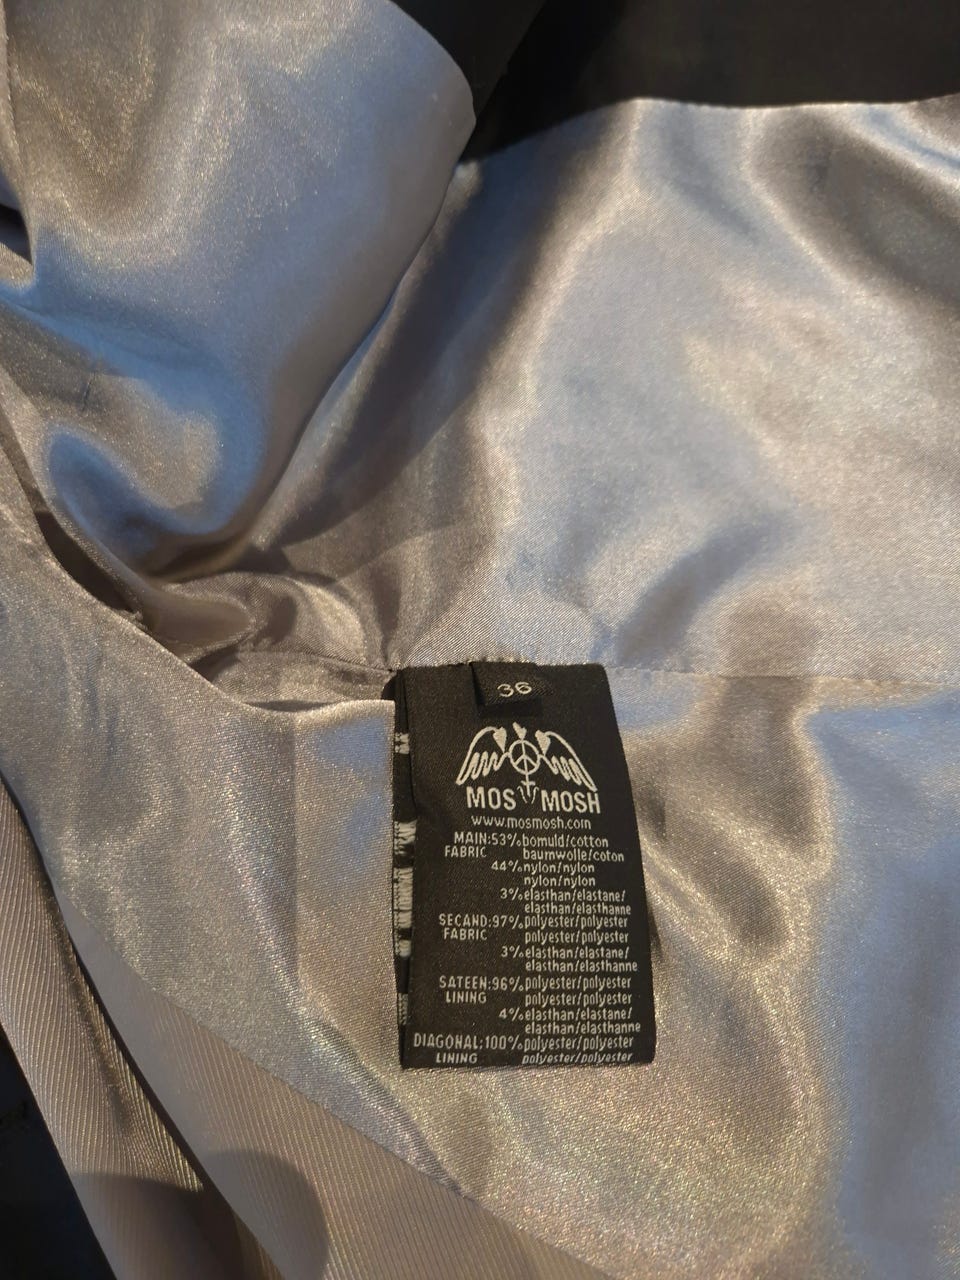 36
MOS MOSH
www.mosmosh.com
MAIN:53% bomuld/cotton
FABRIC baumwolle/coton
44% nylon/nylon
nylon/nylon
3% elasthan/elastane/
elasthan/elasthanne
SECAND:97% polyester/polyester
FABRIC polyester/polyester
3% elasthan/elastane/
elasthan/elasthanne
SATEEN:96% polyester/polyester
LINING polyester/polyester
4% elasthan/elastane/
elasthan/elasthanne
DIAGONAL:100% polyester/polyester
LINING polyester/polyester